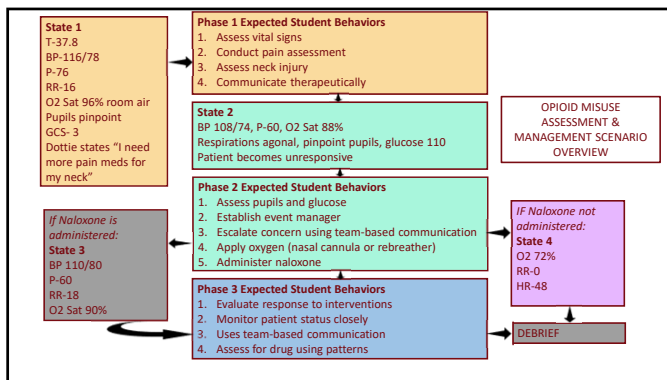 State 1
T-37.8
BP-116/78
P-76
RR-16
O2 Sat 96% room air
Pupils pinpoint
GCS- 3
Dottie states “I need
more pain meds for
my neck”
Phase 1 Expected Student Behaviors
1. Assess vital signs
2. Conduct pain assessment
3. Assess neck injury
4. Communicate therapeutically
State 2
BP 108/74, P-60, O2 Sat 88%
Respirations agonal, pinpoint pupils, glucose 110
Patient becomes unresponsive
OPIOID MISUSE
ASSESSMENT &
MANAGEMENT SCENARIO
OVERVIEW
Phase 2 Expected Student Behaviors
1. Assess pupils and glucose
2. Establish event manager
3. Escalate concern using team-based communication
4. Apply oxygen (nasal cannula or rebreather)
5. Administer naloxone
If Naloxone is
administered:
State 3
BP 110/80
P-60
RR-18
O2 Sat 90%
IF Naloxone not
administered:
State 4
O2 72%
RR-0
HR-48
Phase 3 Expected Student Behaviors
1. Evaluate response to interventions
2. Monitor patient status closely
3. Uses team-based communication
4. Assess for drug using patterns
DEBRIEF